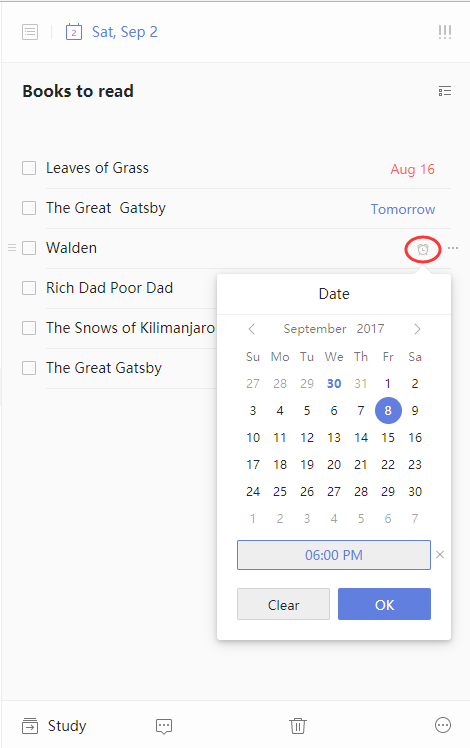 2 Sat, Sep 2
Books to read
Leaves of Grass Aug 16
The Great  Gatsby Tomorrow
Walden
Rich Dad Poor Dad
The Snows of Kilimanjaro
The Great Gatsby
Date
September 2017
Su Mo Tu We Th Fr Sa
27 28 29 30 31 1 2
3 4 5 6 7 8 9
10 11 12 13 14 15 16
17 18 19 20 21 22 23
24 25 26 27 28 29 30
1 2 3 4 5 6 7
06:00 PM
Clear OK
Study